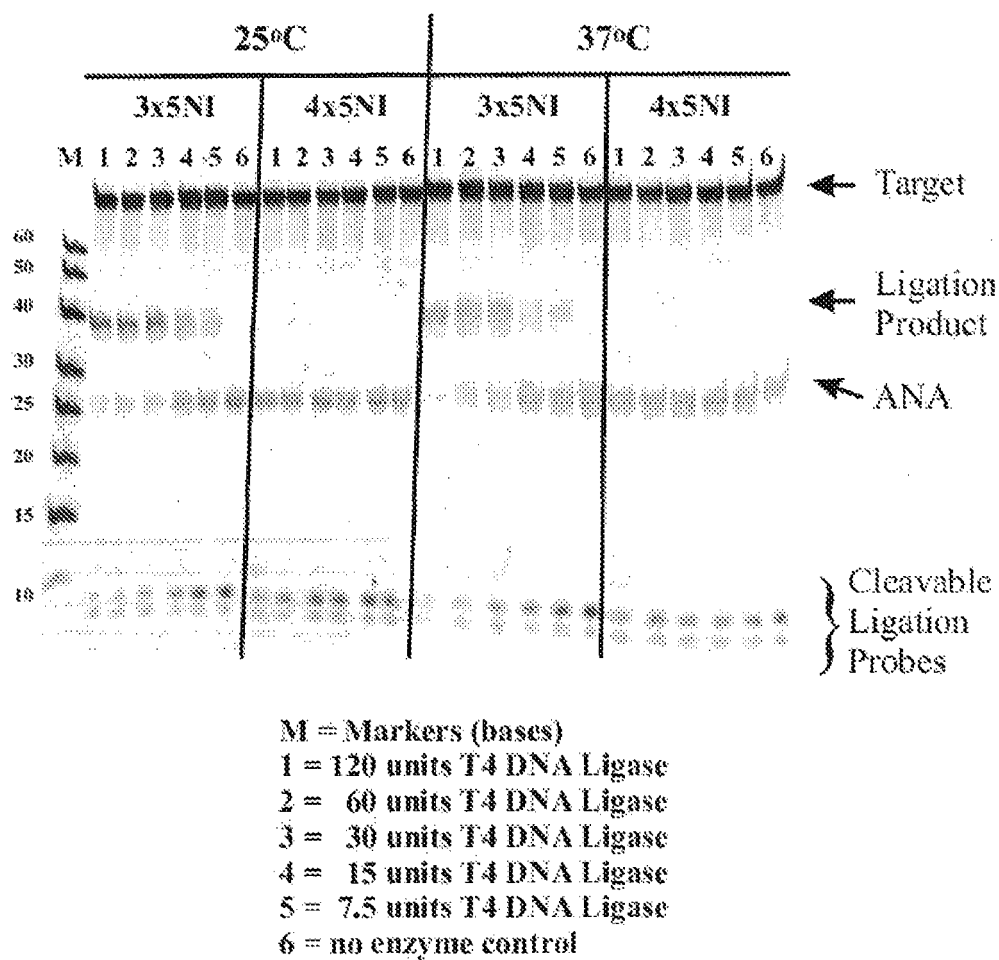 25ºC 37ºC
3x5NI 4x5NI 3x5NI 4x5NI
M 1 2 3 4 5 6 1 2 3 4 5 6 1 2 3 4 5 6 1 2 3 4 5 6
Target
60
50
40
Ligation
Product
30
25
ANA
20
15
10
Cleavable
Ligation
Probes
M = Markers (bases)
1 = 120 units T4 DNA Ligase
2 = 60 units T4 DNA Ligase
3 = 30 units T4 DNA Ligase
4 = 15 units T4 DNA Ligase
5 = 7.5 units T4 DNA Ligase
6 = no enzyme control